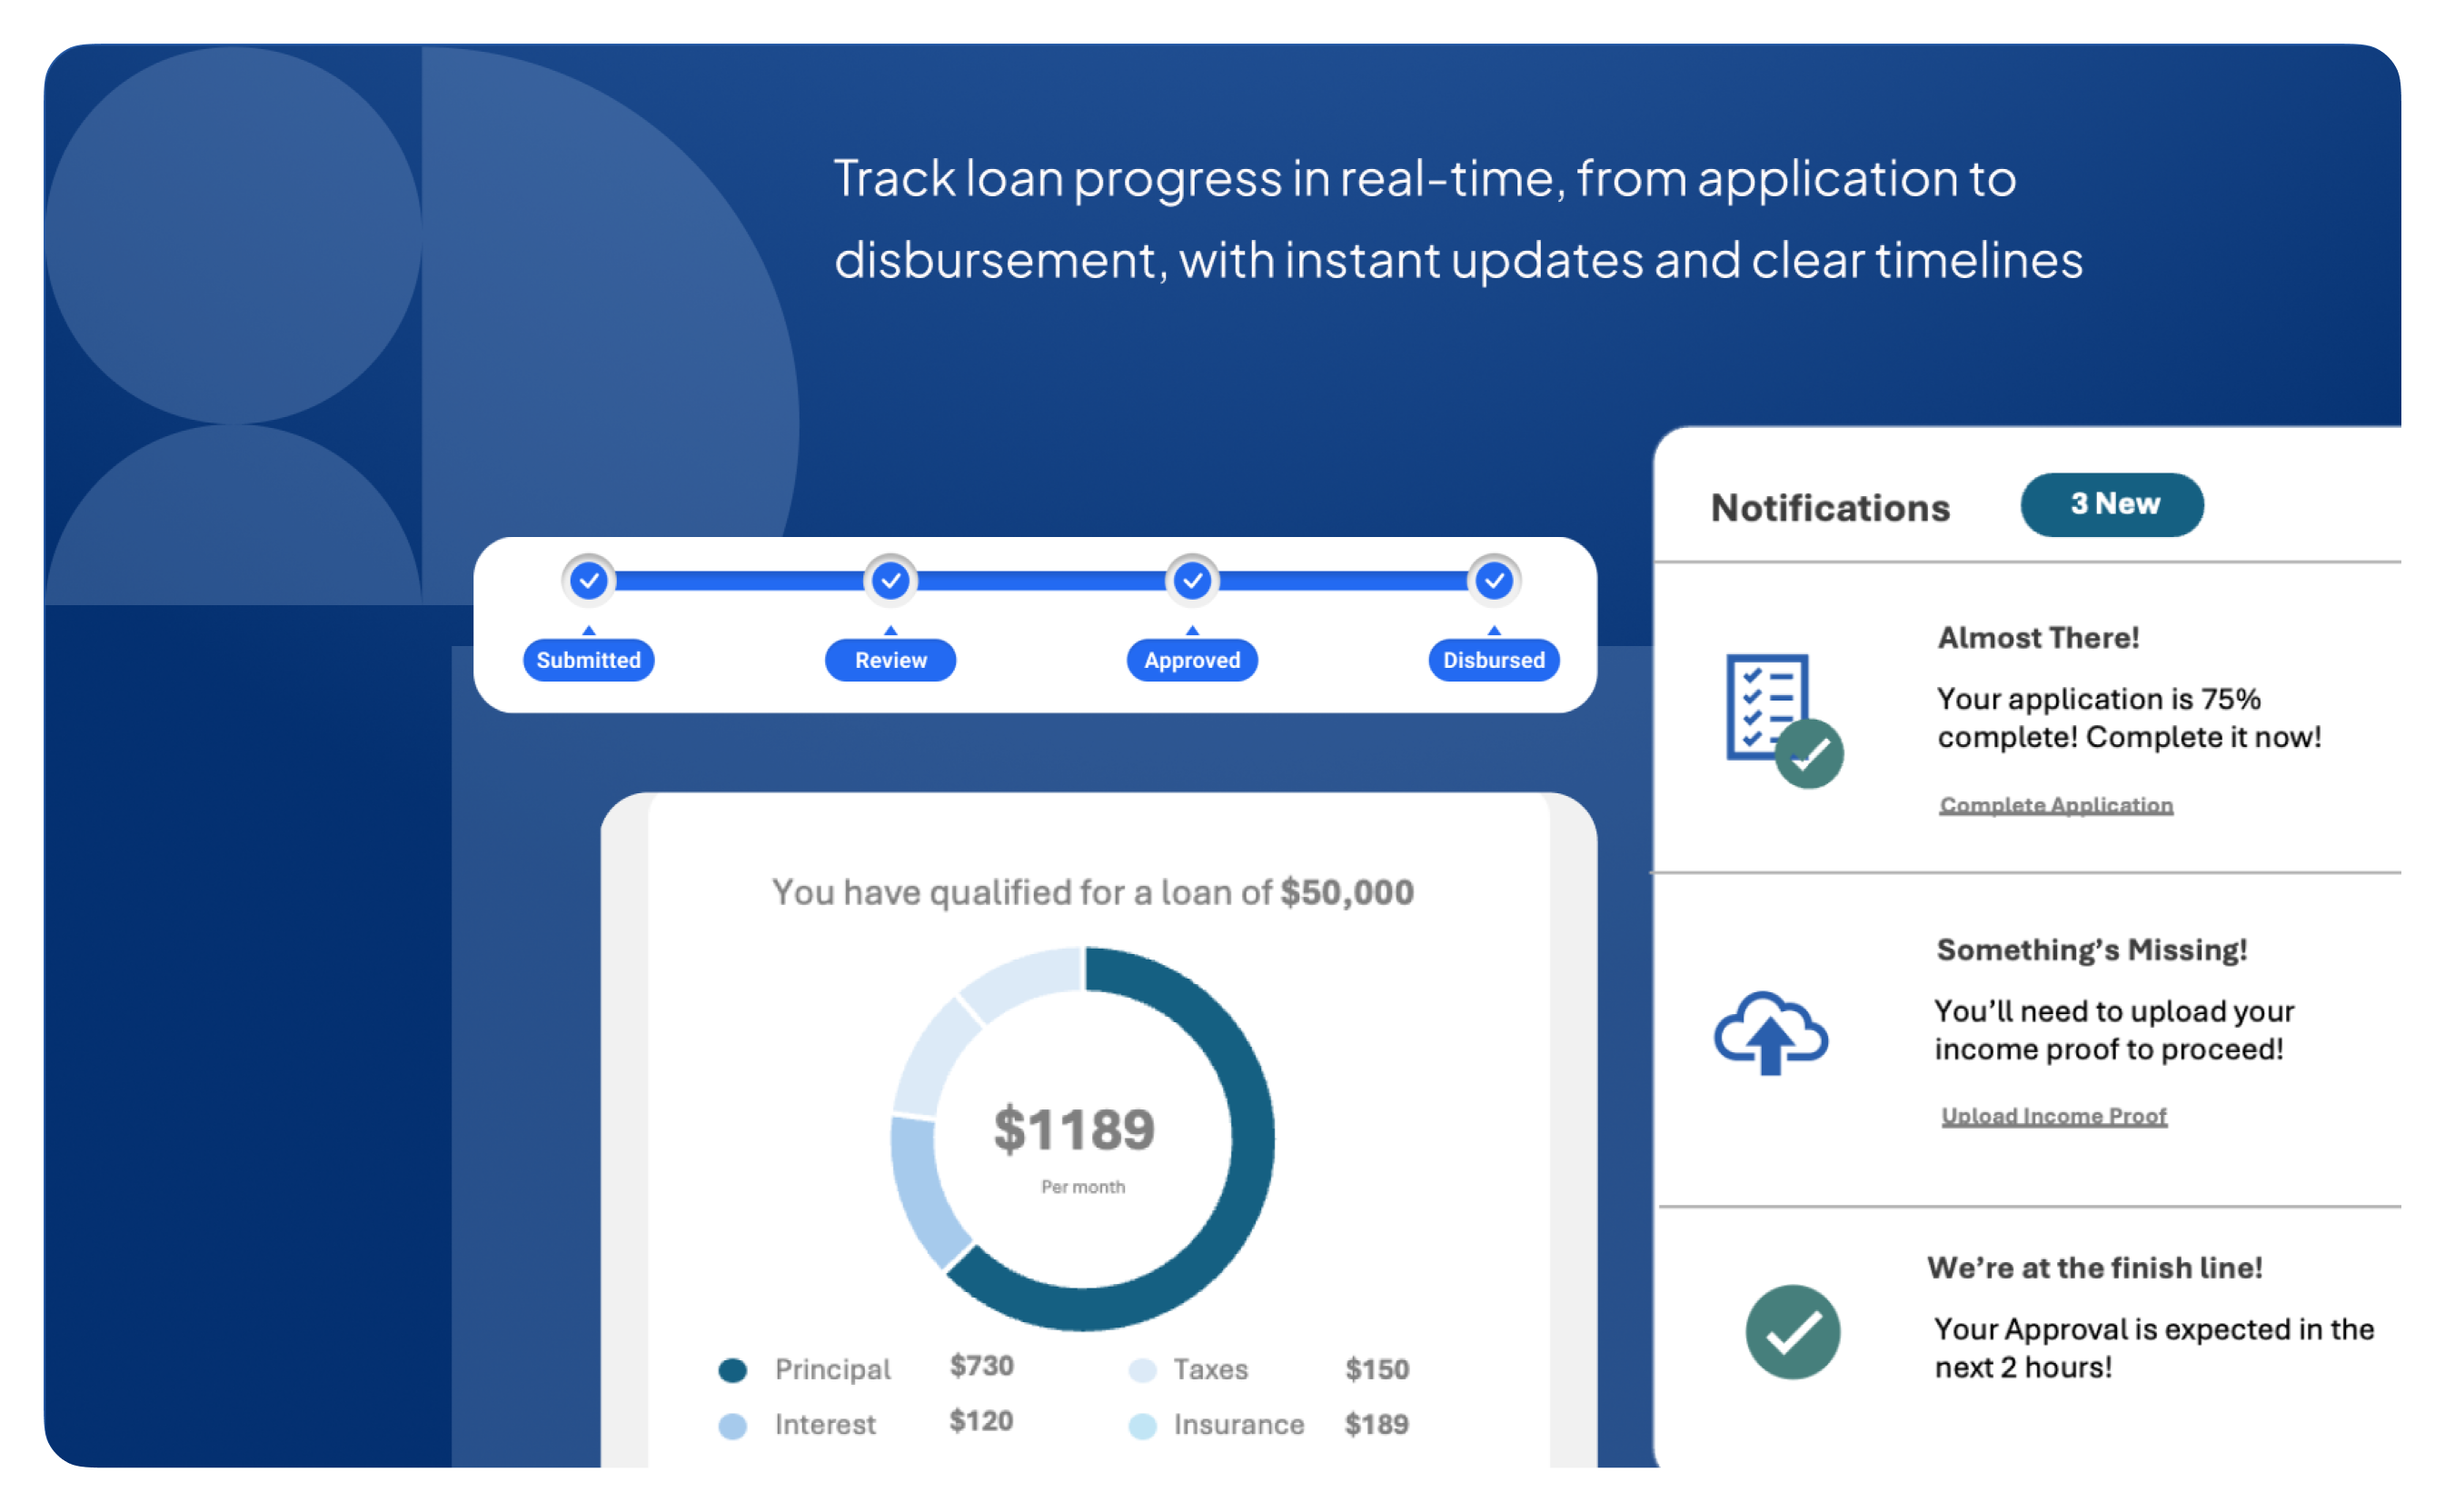 Track loan progress in real-time, from application to
disbursement, with instant updates and clear timelines
Submitted
Review
Approved
Disbursed
You have qualified for a loan of $50,000
$1189
Per month
Principal $730
Taxes $150
Interest $120
Insurance $189
Notifications
3 New
Almost There!
Your application is 75%
complete! Complete it now!
Complete Application
Something's Missing!
You'll need to upload your
income proof to proceed!
Upload Income Proof
We're at the finish line!
Your Approval is expected in the
next 2 hours!